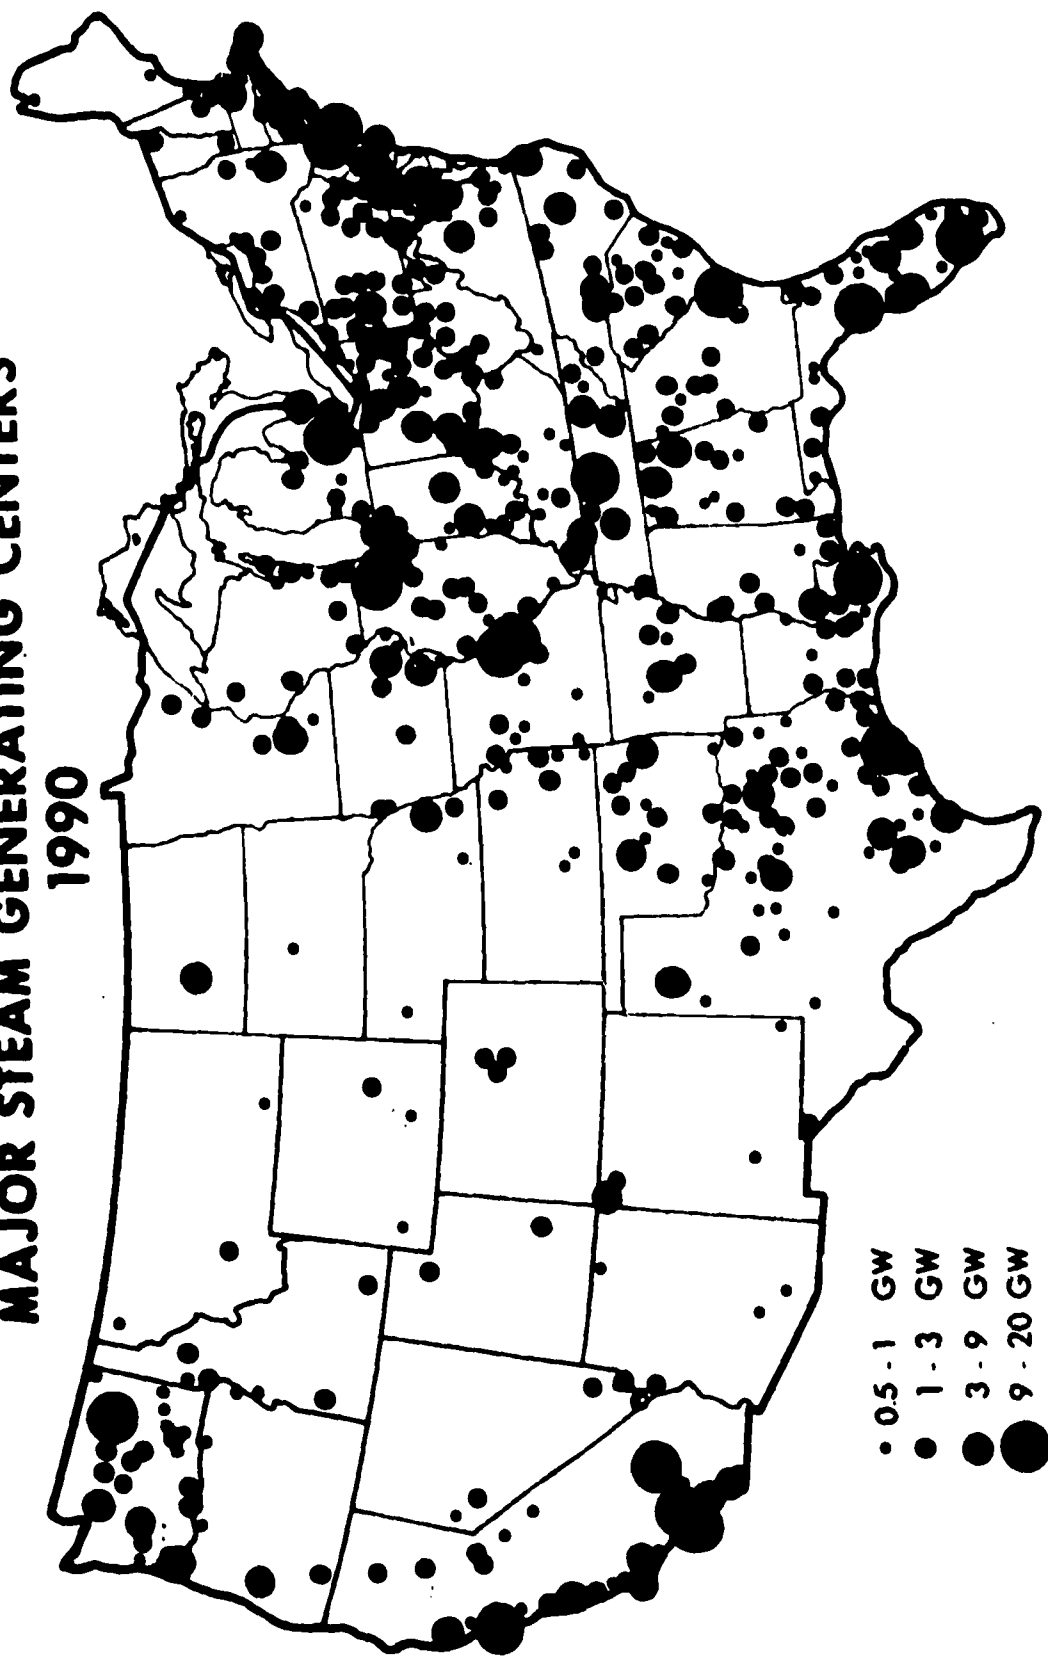 MAJOR STEAM GENERATING CENTERS
1990
0.5 - 1 GW
1 - 3 GW
3 - 9 GW
9 - 20 GW